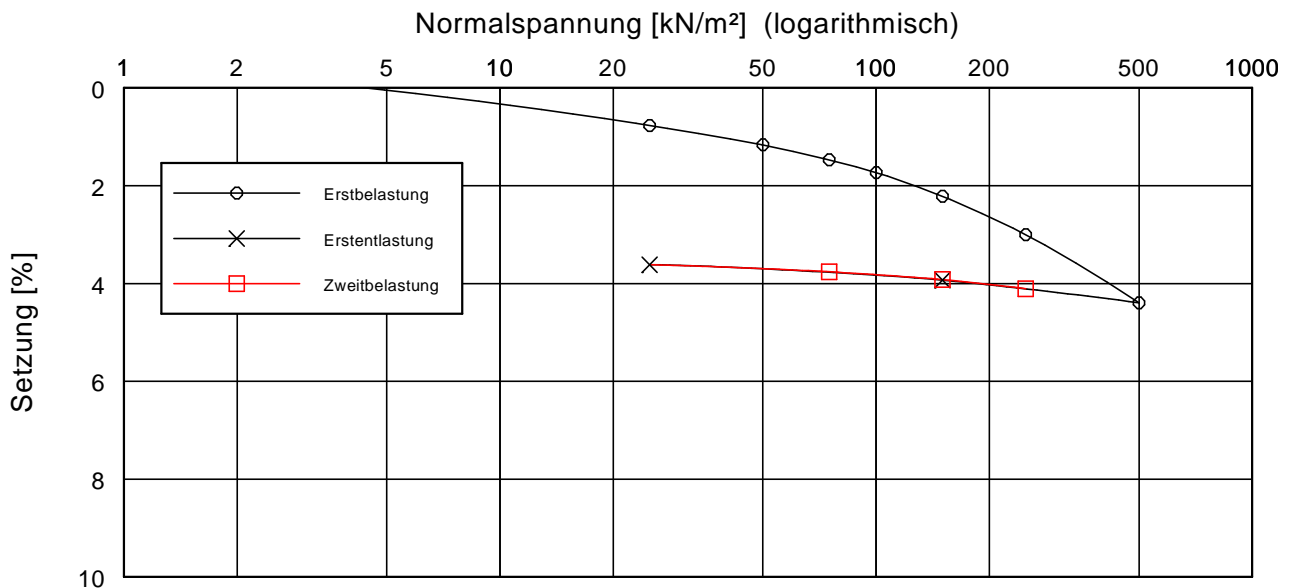 Normalspannung [kN/m²] (logarithmisch)
1 2 5 10 20 50 100 200 500 1000
Setzung [%]
0
2
4
6
8
10
Erstbelastung
Erstentlastung
Zweitbelastung